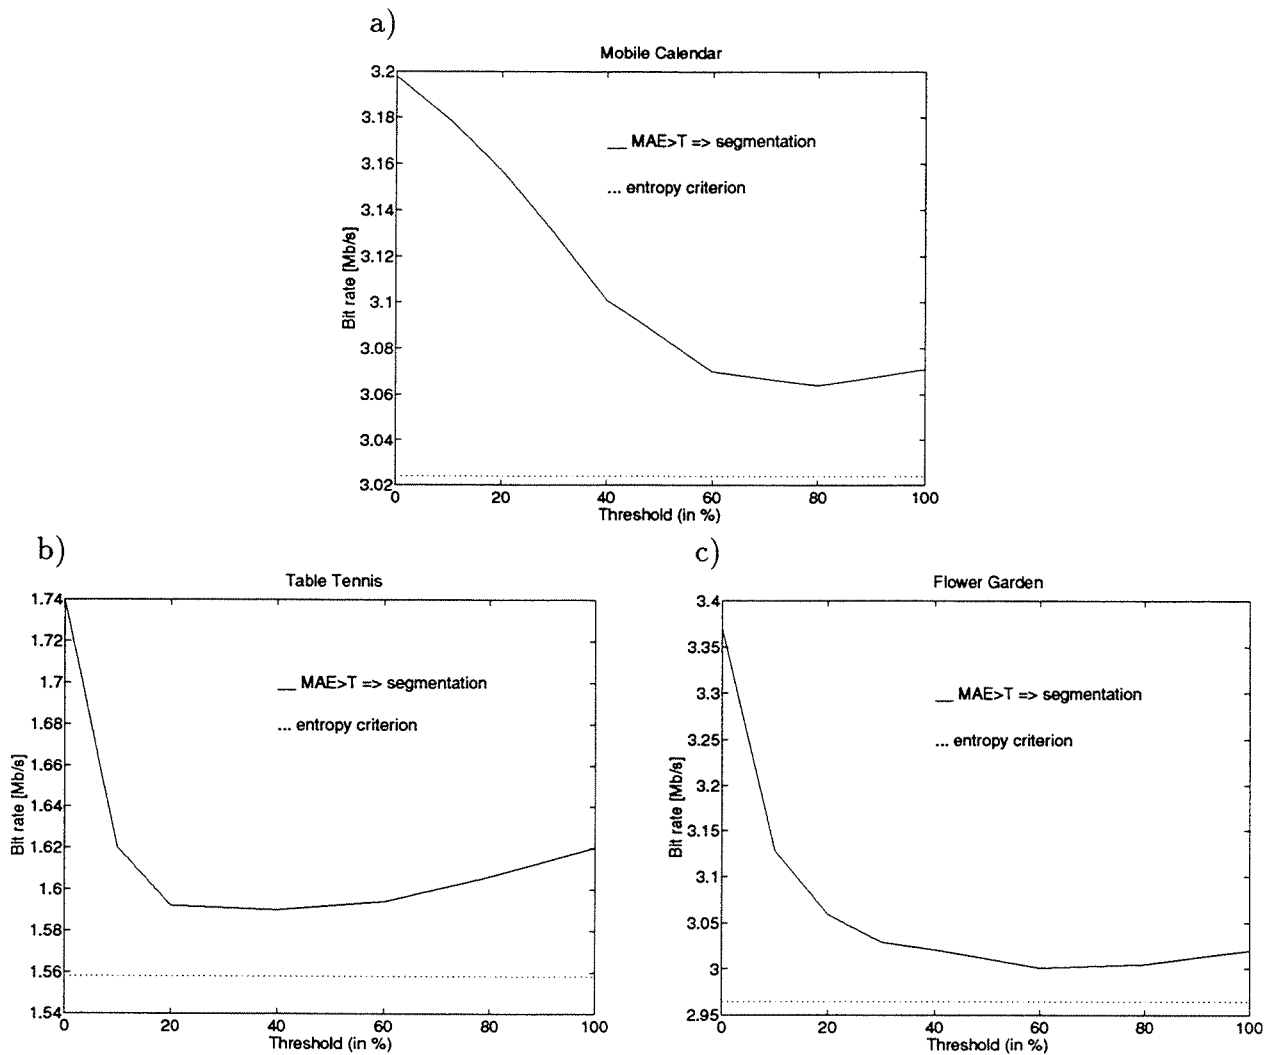 a)
Mobile Calendar
3.2
3.18
3.16
3.14
3.12
3.1
3.08
3.06
3.04
3.02
Bit rate [Mb/s]
__ MAE>T => segmentation
... entropy criterion
0 20 40 60 80 100
Threshold (in %)
b)
Table Tennis
1.74
1.72
1.7
1.68
1.66
1.64
1.62
1.6
1.58
1.56
1.54
Bit rate [Mb/s]
__ MAE>T => segmentation
... entropy criterion
0 20 40 60 80 100
Threshold (in %)
c)
Flower Garden
3.4
3.35
3.3
3.25
3.2
3.15
3.1
3.05
3
2.95
Bit rate [Mb/s]
__ MAE>T => segmentation
... entropy criterion
0 20 40 60 80 100
Threshold (in %)